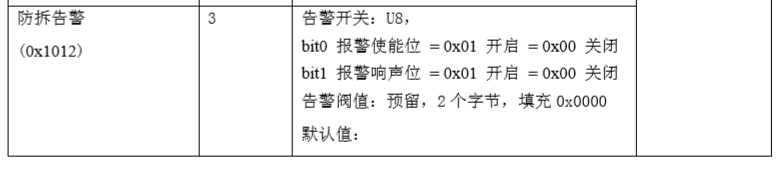 防拆告警
（0x1012）
3
告警开关：U8，
bit0 报警使能位 =0x01 开启 =0x00 关闭
bit1 报警响声位 =0x01 开启 =0x00 关闭
告警阀值：预留，2 个字节，填充 0x0000
默认值：